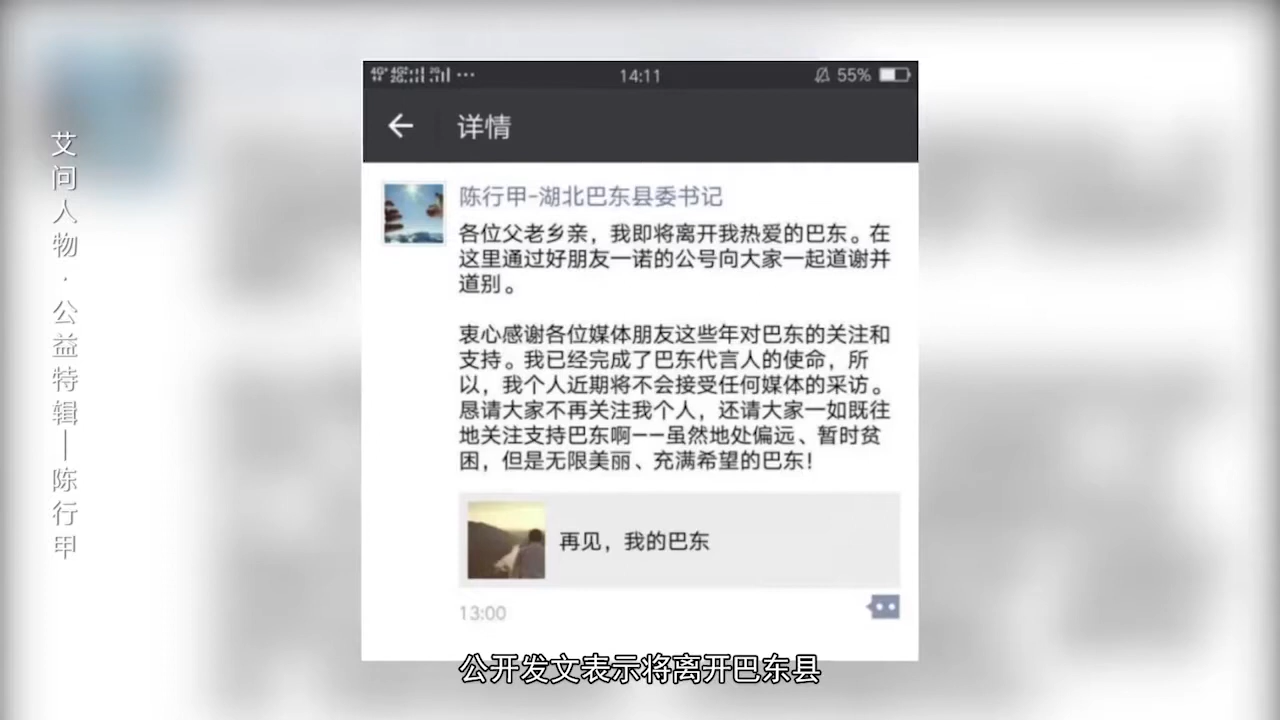 艾问人物·公益特辑—陈行甲
14:11
55%
详情
陈行甲-湖北巴东县委书记
各位父老乡亲，我即将离开我热爱的巴东。在
这里通过好朋友一诺的公号向大家一起道谢并
道别。
衷心感谢各位媒体朋友这些年对巴东的关注和
支持。我已经完成了巴东代言人的使命，所
以，我个人近期将不会接受任何媒体的采访。
恳请大家不再关注我个人，还请大家一如既往
地关注支持巴东啊——虽然地处偏远、暂时贫
困，但是无限美丽、充满希望的巴东！
再见，我的巴东
13:00
公开发文表示将离开巴东县